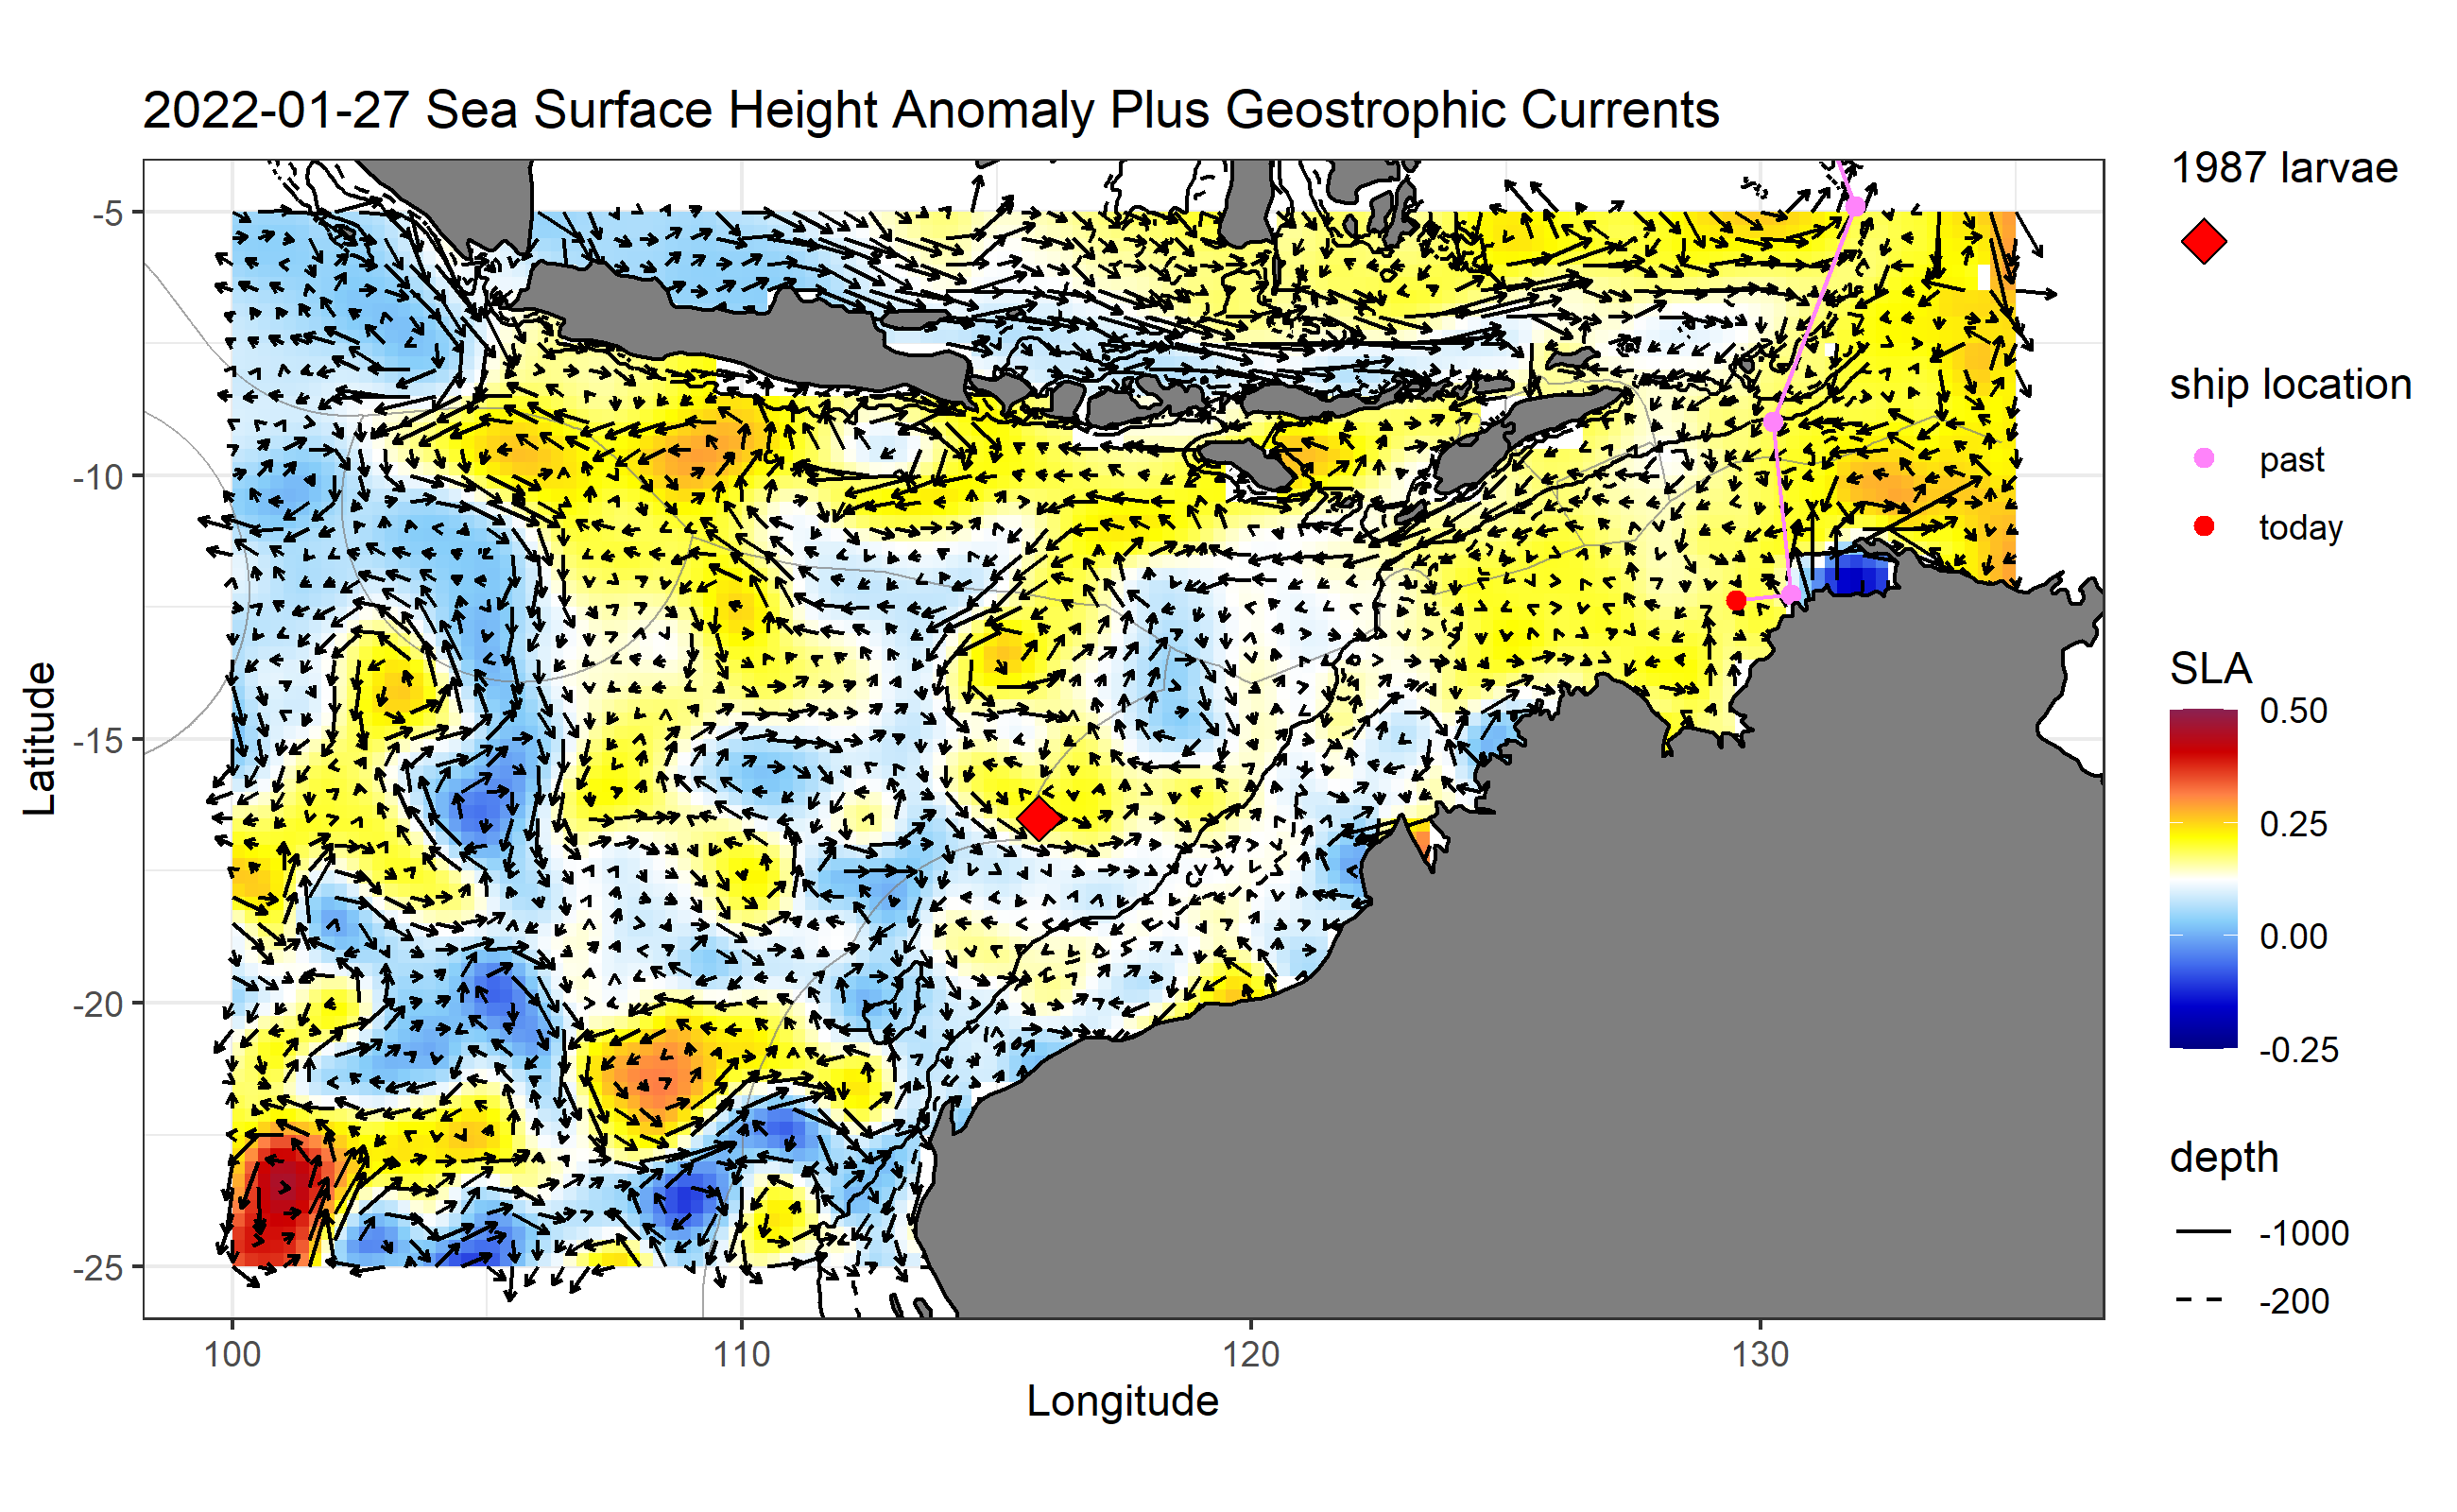 2022-01-27 Sea Surface Height Anomaly Plus Geostrophic Currents
1987 larvae
ship location
past
today
SLA
0.50
0.25
0.00
-0.25
depth
-1000
-200
Latitude
-5
-10
-15
-20
-25
100
110
120
130
Longitude